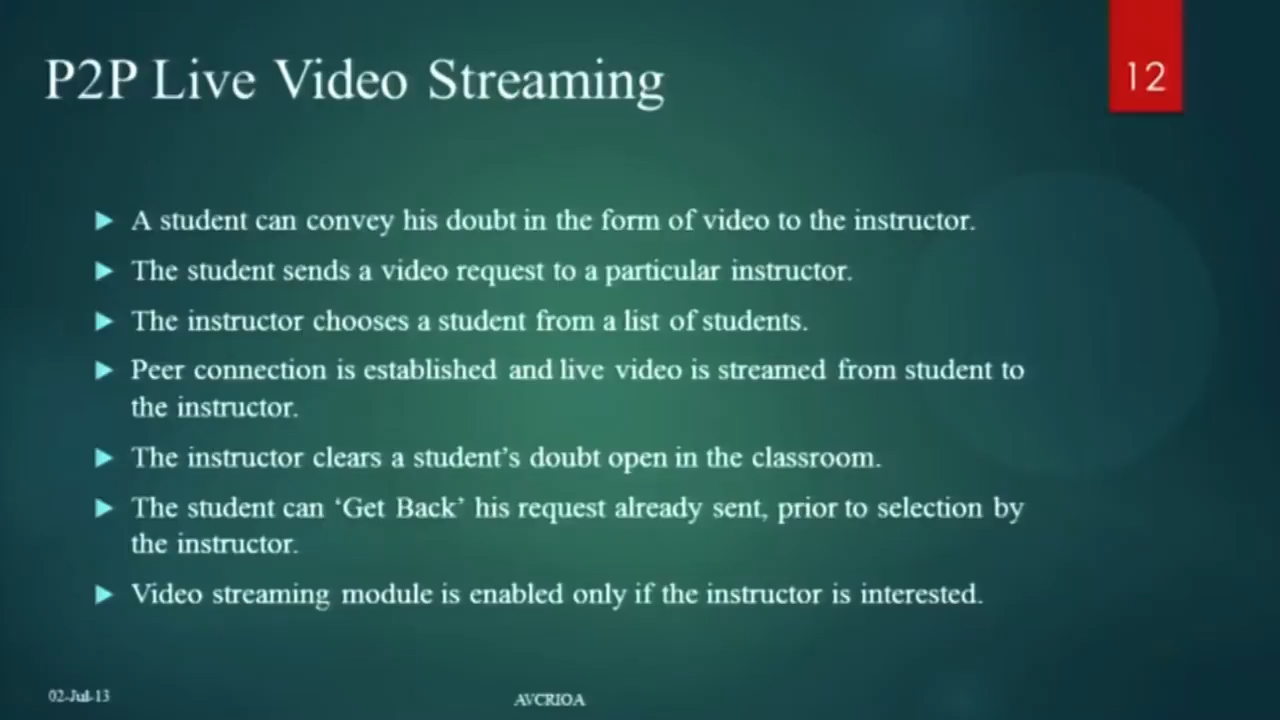 P2P Live Video Streaming
12
A student can convey his doubt in the form of video to the instructor.
The student sends a video request to a particular instructor.
The instructor chooses a student from a list of students.
Peer connection is established and live video is streamed from student to
the instructor.
The instructor clears a student’s doubt open in the classroom.
The student can ‘Get Back’ his request already sent, prior to selection by
the instructor.
Video streaming module is enabled only if the instructor is interested.
02-Jul-13
AVCRIOA